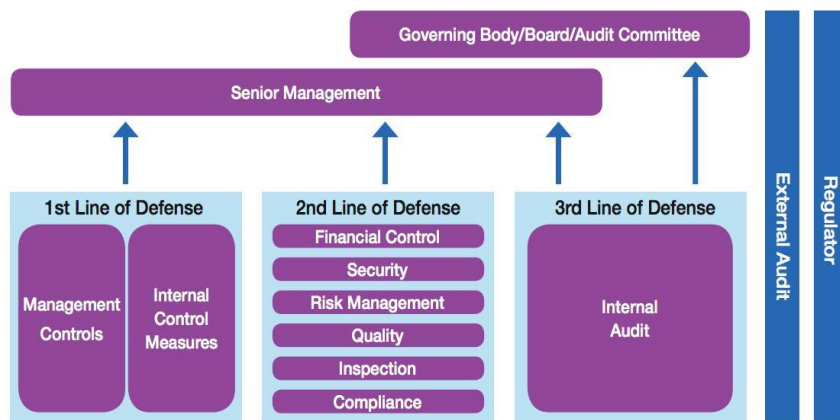 Governing Body/Board/Audit Committee
Senior Management
1st Line of Defense
Management
Controls
Internal
Control
Measures
2nd Line of Defense
Financial Control
Security
Risk Management
Quality
Inspection
Compliance
3rd Line of Defense
Internal
Audit
External Audit
Regulator